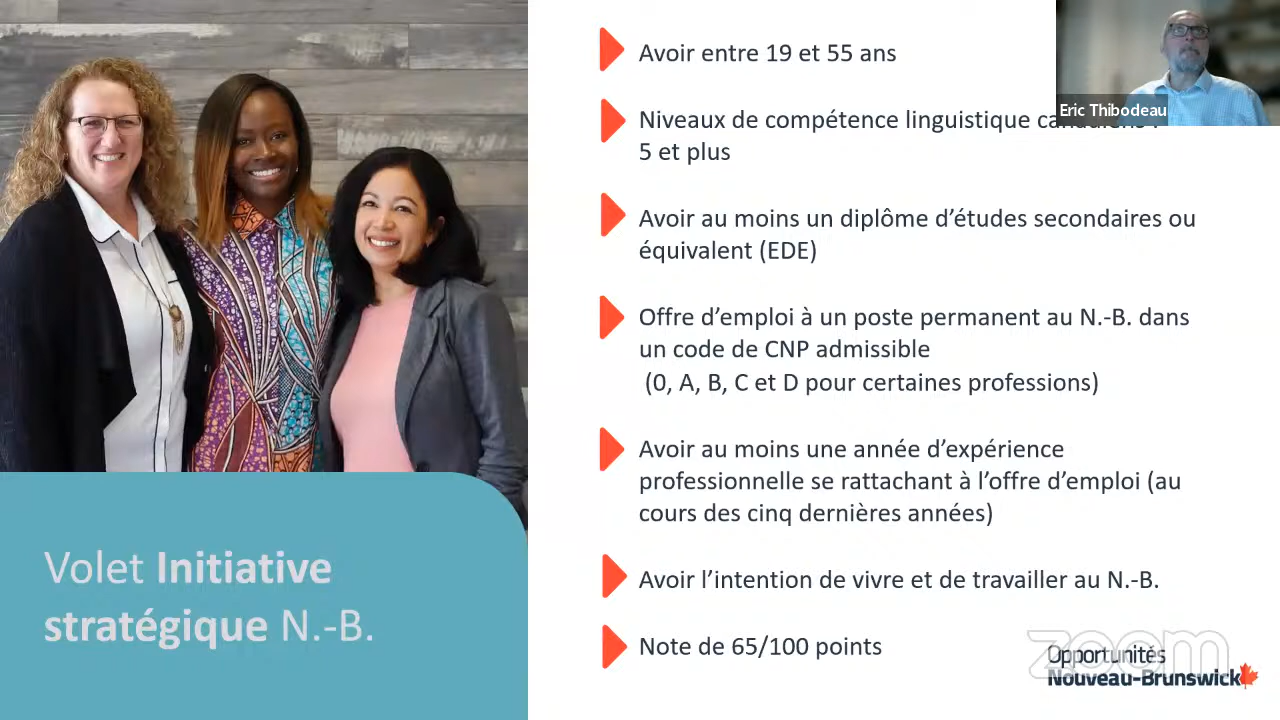 Avoir entre 19 et 55 ans
Eric Thibodeau
Niveaux de compétence linguistique
5 et plus
Avoir au moins un diplôme d’études secondaires ou
équivalent (EDE)
Offre d’emploi à un poste permanent au N.-B. dans
un code de CNP admissible
(0, A, B, C et D pour certaines professions)
Avoir au moins une année d’expérience
professionnelle se rattachant à l’offre d’emploi (au
cours des cinq dernières années)
Avoir l’intention de vivre et de travailler au N.-B.
Note de 65/100 points
Volet Initiative
stratégique N.-B.
zoom
Opportunités
Nouveau-Brunswick